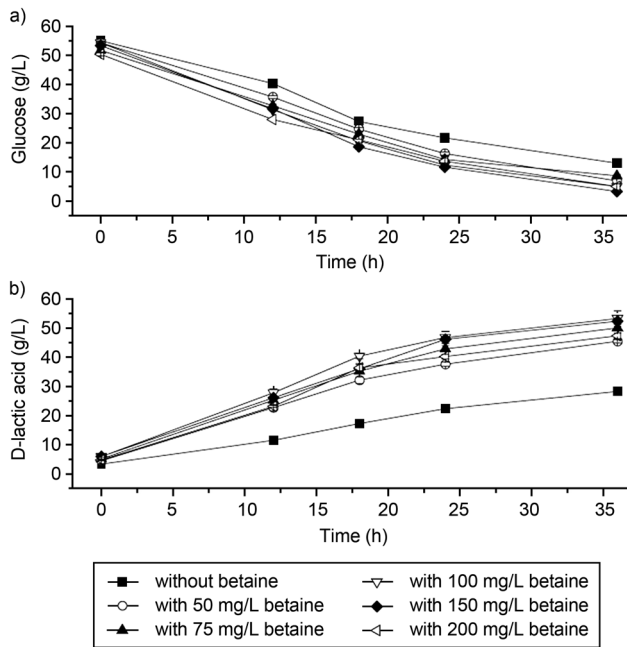 a)
60
50
40
30
20
10
0
Glucose (g/L)
0 5 10 15 20 25 30 35
Time (h)
b)
60
50
40
30
20
10
0
D-lactic acid (g/L)
0 5 10 15 20 25 30 35
Time (h)
without betaine with 100 mg/L betaine
with 50 mg/L betaine with 150 mg/L betaine
with 75 mg/L betaine with 200 mg/L betaine